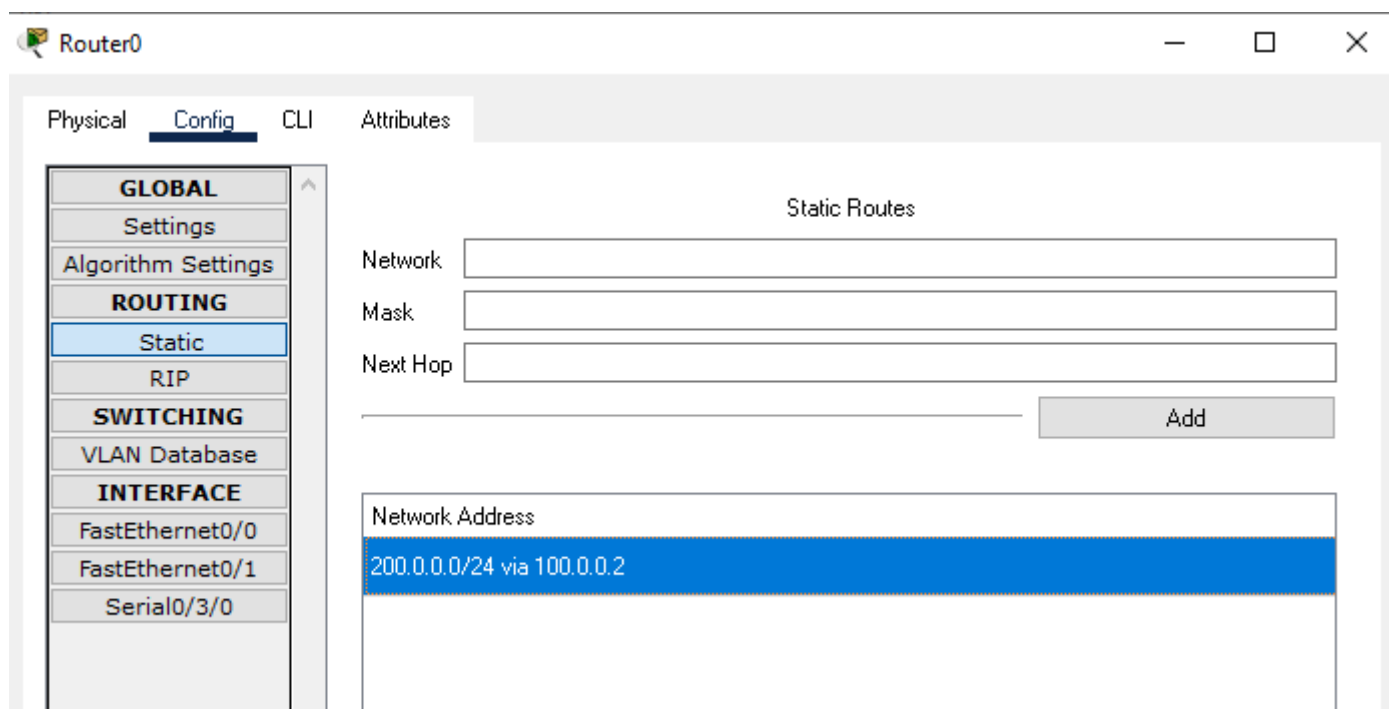 Router0
Physical Config CLI Attributes
GLOBAL
Settings
Algorithm Settings
ROUTING
Static
RIP
SWITCHING
VLAN Database
INTERFACE
FastEthernet0/0
FastEthernet0/1
Serial0/3/0
Static Routes
Network
Mask
Next Hop
Add
Network Address
200.0.0.0/24 via 100.0.0.2